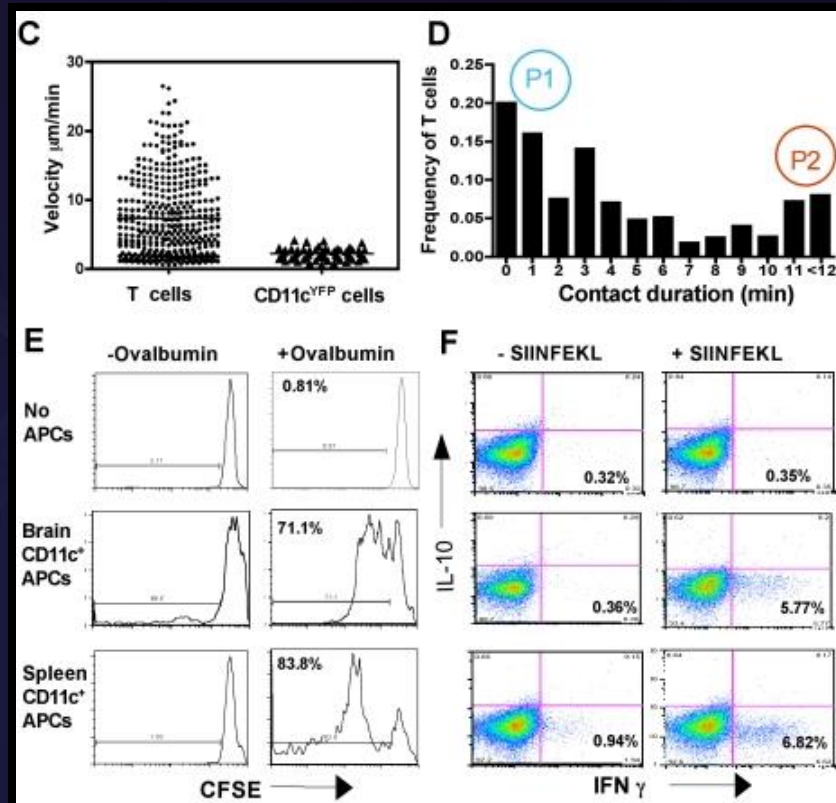 C
Velocity µm/min
30
20
10
0
T cells
CD11cYFP cells
D
P1
P2
Frequency of T cells
0.25
0.20
0.15
0.10
0.05
0.00
0 1 2 3 4 5 6 7 8 9 10 11 <12
Contact duration (min)
E
-Ovalbumin
+Ovalbumin
No
APCs
0.81%
Brain
CD11c+
APCs
71.1%
Spleen
CD11c+
APCs
83.8%
CFSE
F
- SIINFEKL
+ SIINFEKL
IL-10
0.32%
0.35%
0.36%
5.77%
0.94%
6.82%
IFN γ